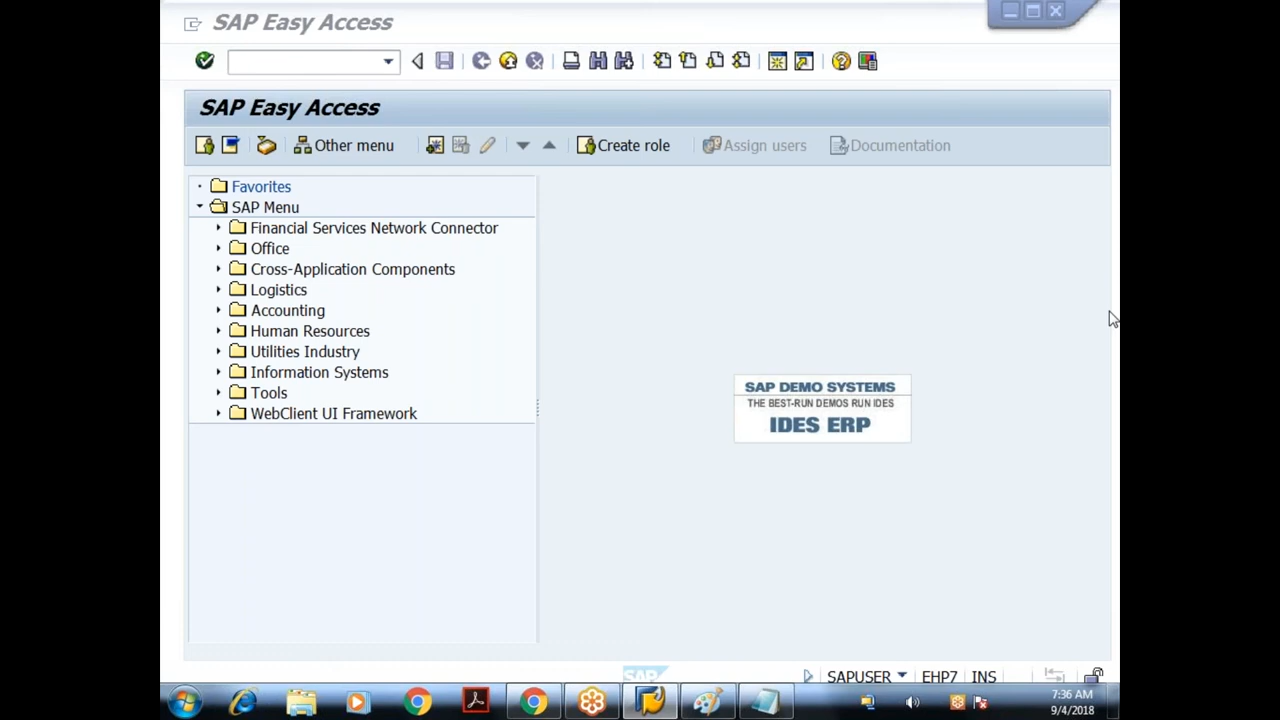 SAP Easy Access
SAP Easy Access
Other menu
Create role
Assign users
Documentation
Favorites
SAP Menu
Financial Services Network Connector
Office
Cross-Application Components
Logistics
Accounting
Human Resources
Utilities Industry
Information Systems
Tools
WebClient UI Framework
SAP DEMO SYSTEMS
THE BEST-RUN DEMOS RUN IDES
IDES ERP
SAP
SAPUSER
EHP7
INS
7:36 AM
9/4/2018